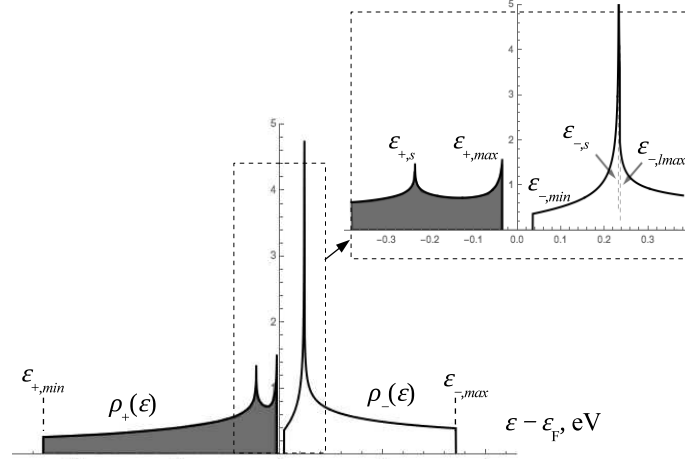 5
4
3
2
1
ε+,s
ε+,max
ε−,s
ε−,lmax
ε−,min
−0.3
−0.2
−0.1
0.0
0.1
0.2
0.3
5
4
3
2
1
ε+,min
ρ+(ε)
ρ−(ε)
ε−,max
ε − εF, eV